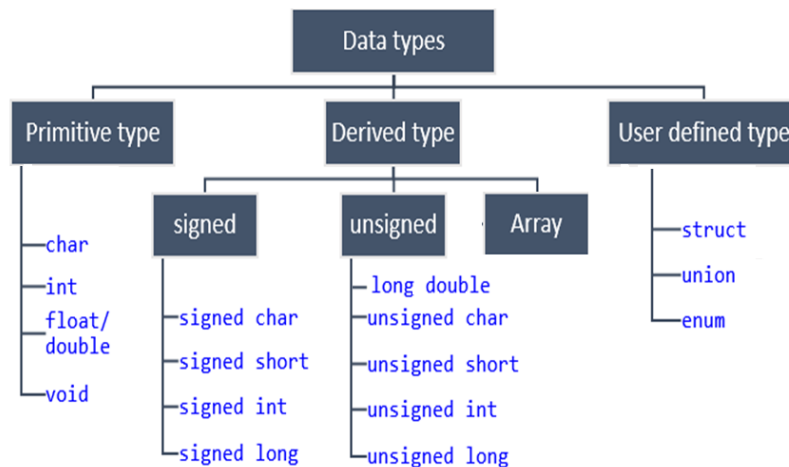 Data types
Primitive type
Derived type
User defined type
signed
unsigned
Array
char
int
float/
double
void
signed char
signed short
signed int
signed long
long double
unsigned char
unsigned short
unsigned int
unsigned long
struct
union
enum